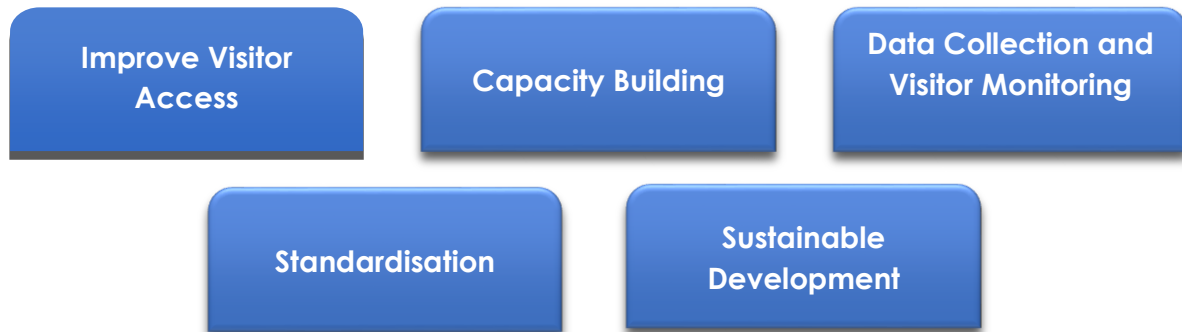 Improve Visitor
Access
Capacity Building
Data Collection and
Visitor Monitoring
Standardisation
Sustainable
Development